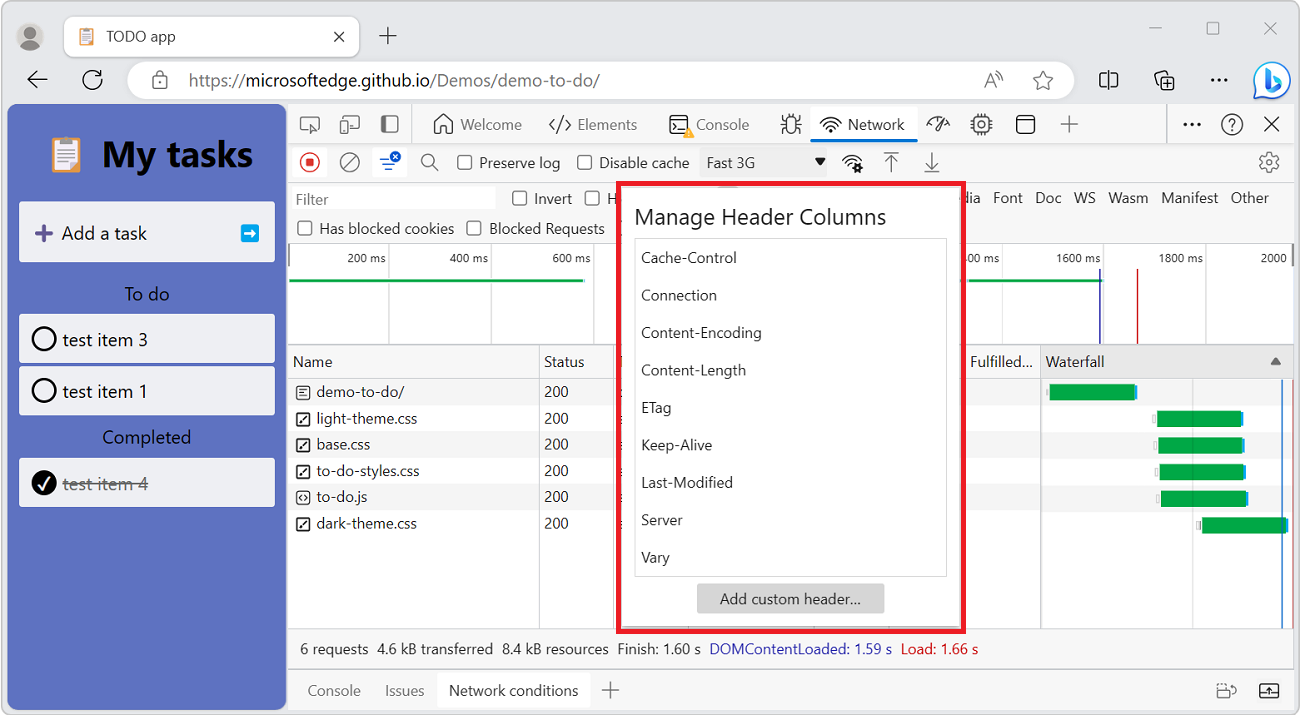 TODO app
https://microsoftedge.github.io/Demos/demo-to-do/
My tasks
Add a task
To do
test item 3
test item 1
Completed
test item 4
Welcome Elements Console Network
Preserve log Disable cache Fast 3G
Filter Invert Font Doc WS Wasm Manifest Other
Has blocked cookies Blocked Requests
200 ms 400 ms 600 ms 1600 ms 1800 ms 2000
Name Status Fulfilled... Waterfall
demo-to-do/ 200
light-theme.css 200
base.css 200
to-do-styles.css 200
to-do.js 200
dark-theme.css 200
Manage Header Columns
Cache-Control
Connection
Content-Encoding
Content-Length
ETag
Keep-Alive
Last-Modified
Server
Vary
Add custom header...
6 requests 4.6 kB transferred 8.4 kB resources Finish: 1.60 s DOMContentLoaded: 1.59 s Load: 1.66 s
Console Issues Network conditions